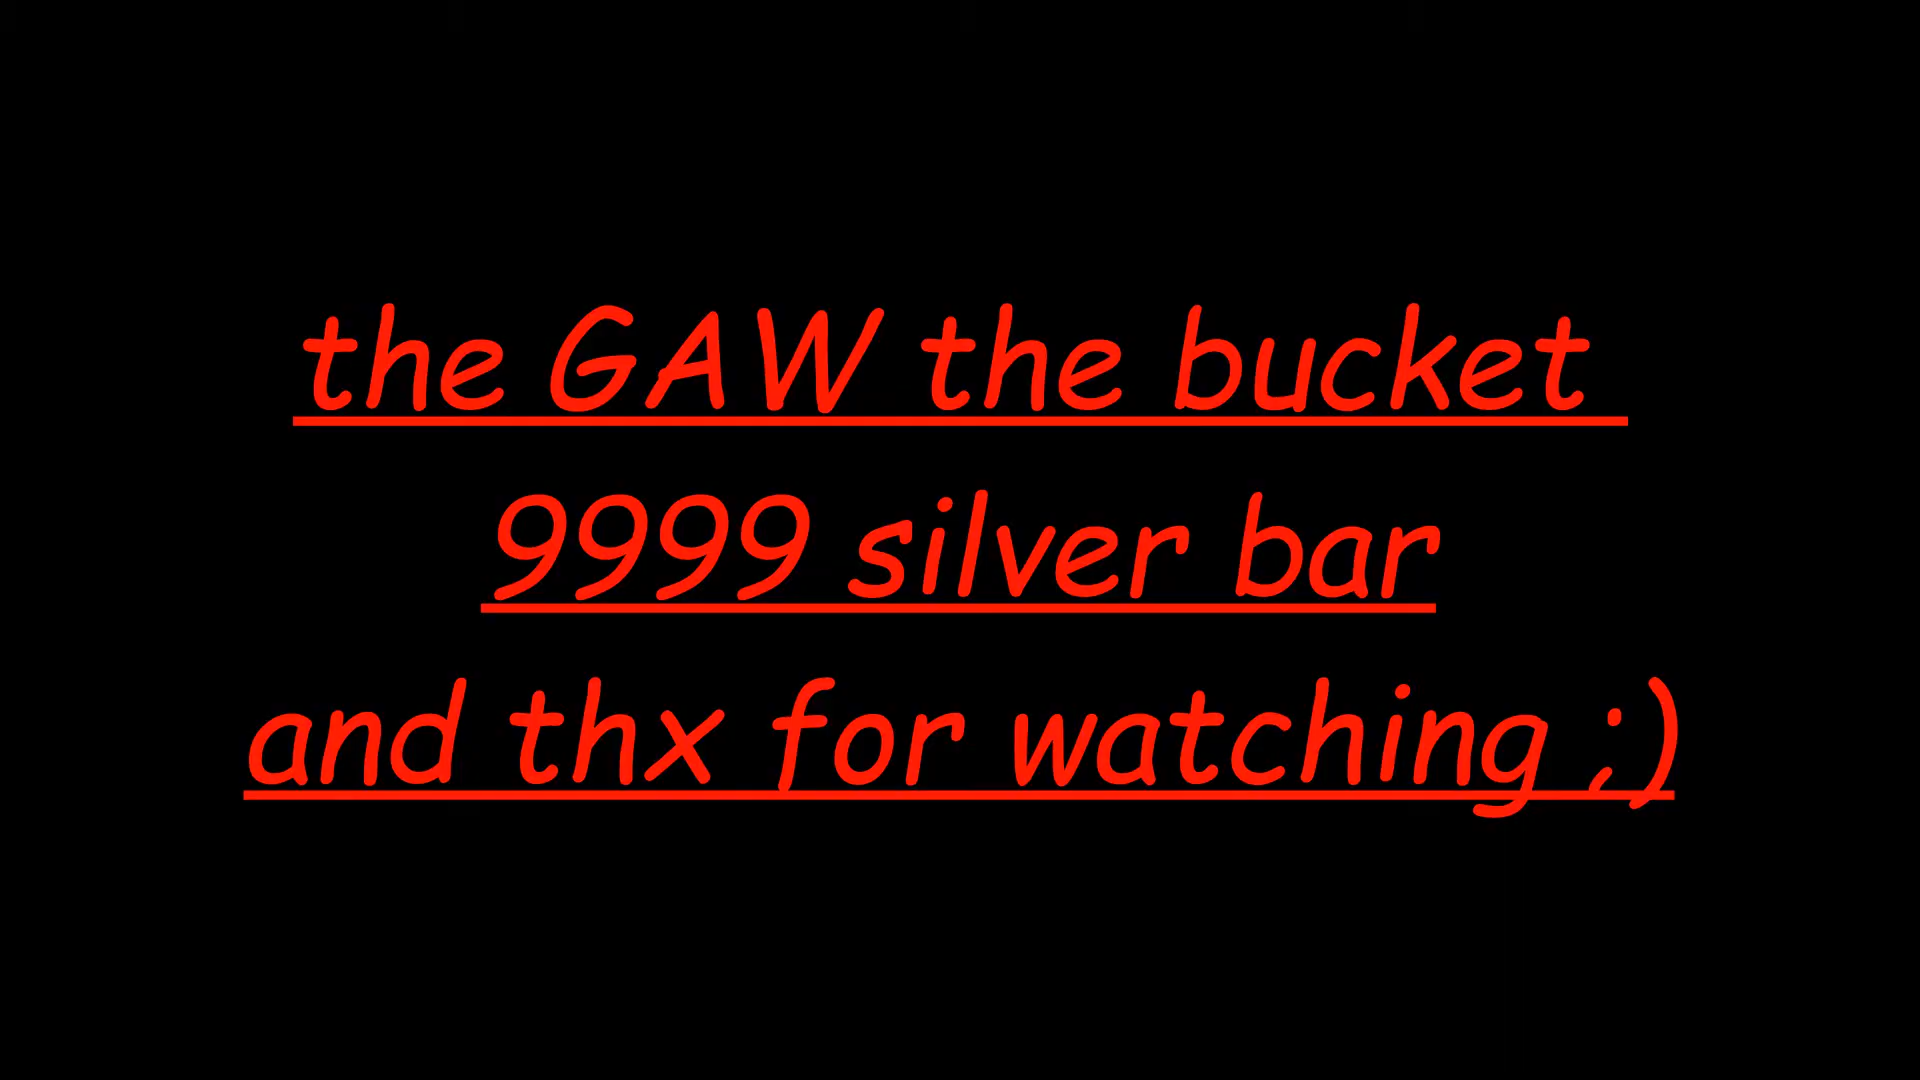 the GAW the bucket
9999 silver bar
and thx for watching ;)